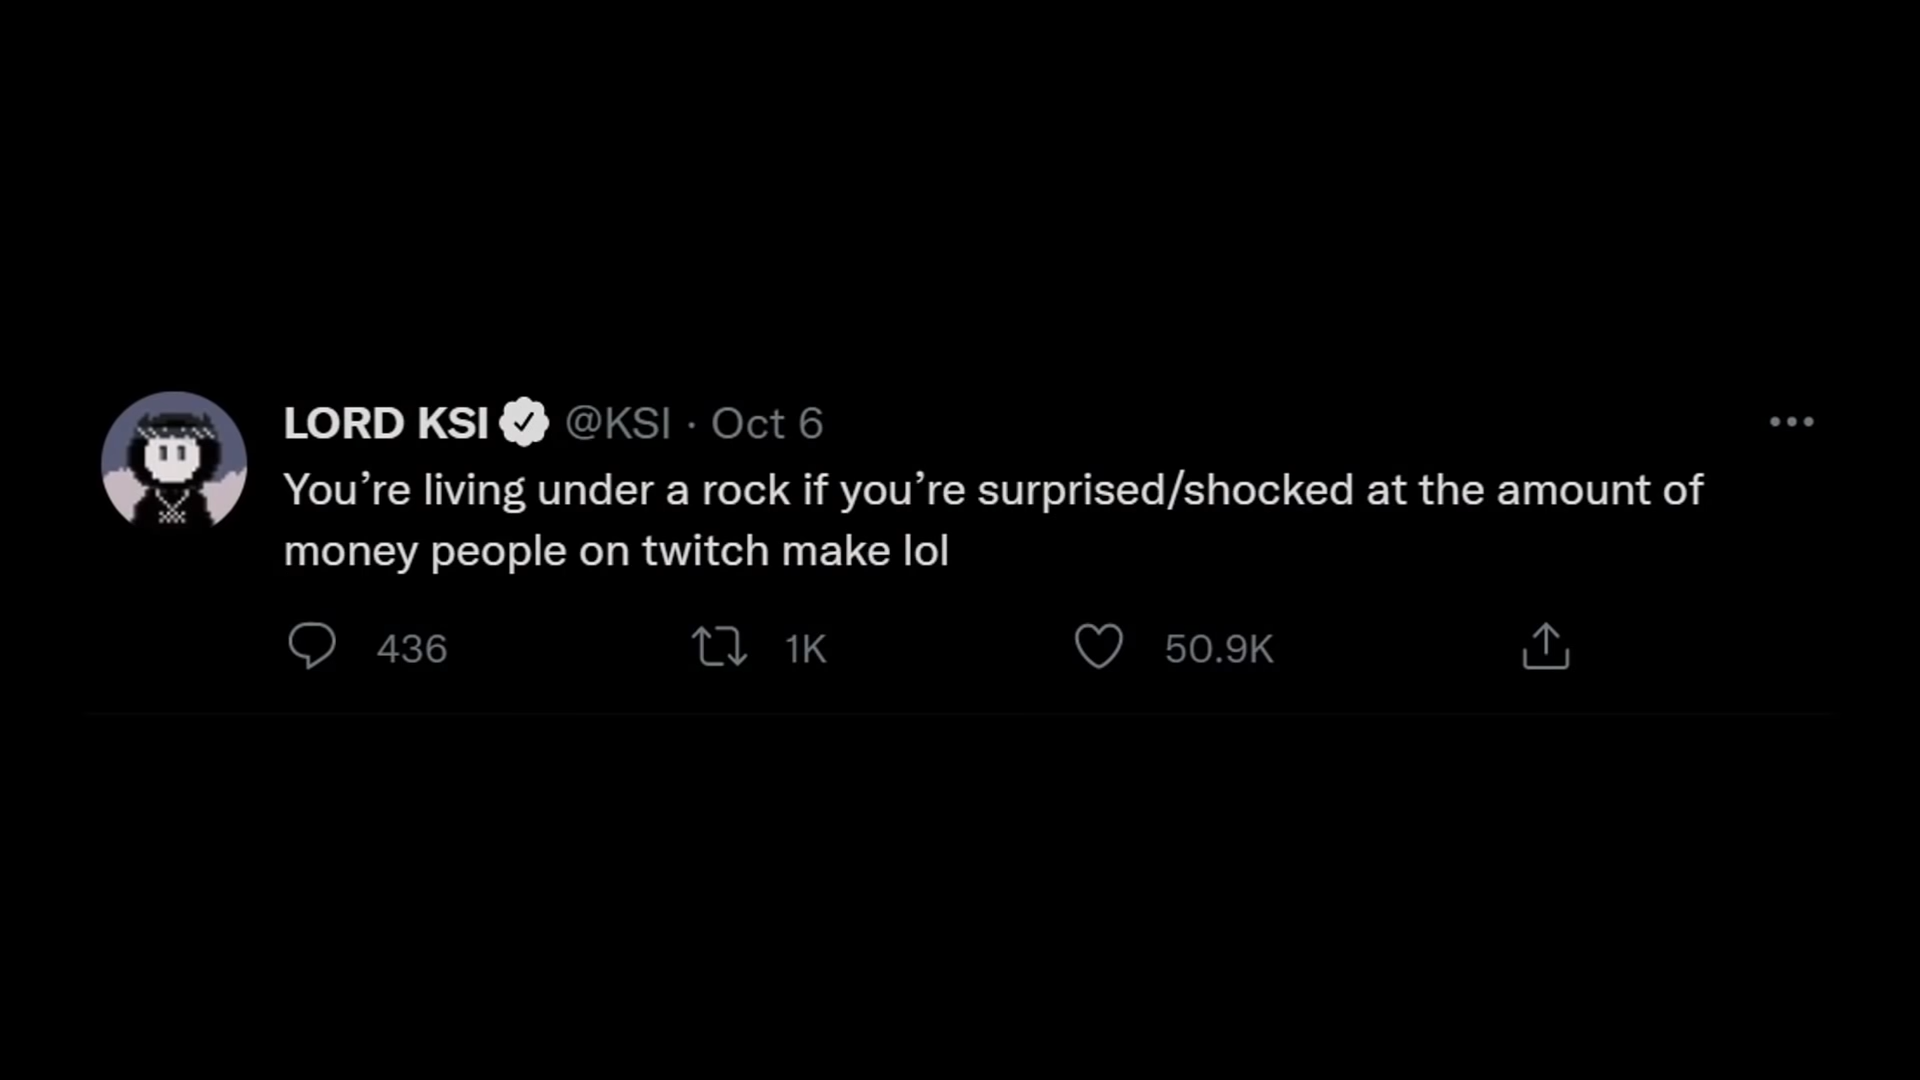 LORD KSI @KSI · Oct 6
You’re living under a rock if you’re surprised/shocked at the amount of
money people on twitch make lol
436 1K 50.9K